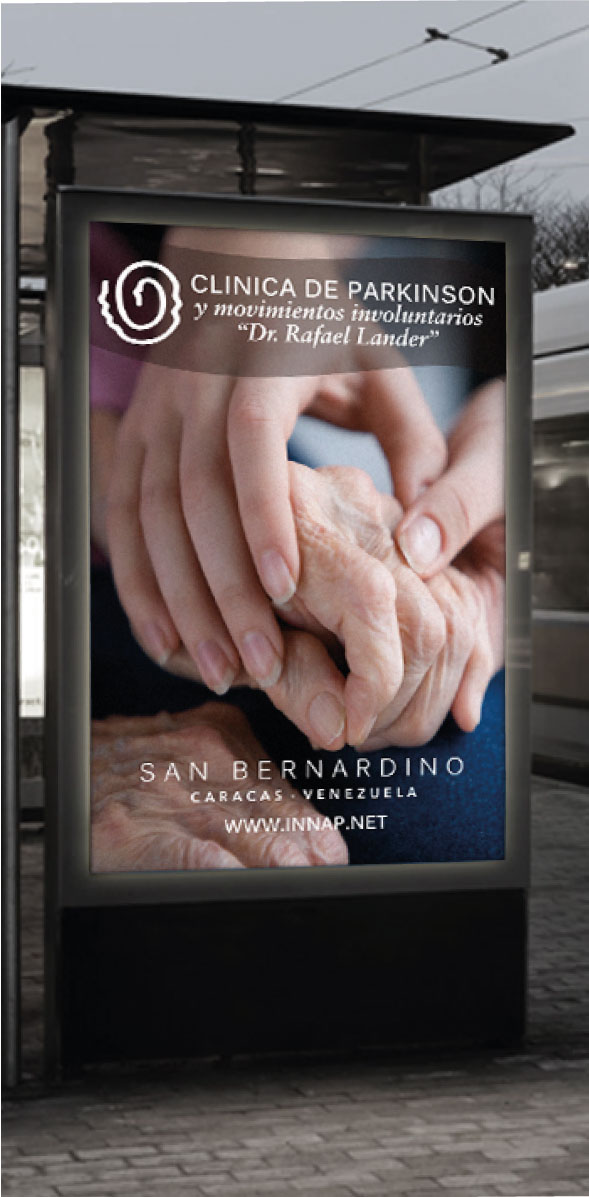 CLINICA DE PARKINSON
y movimientos involuntarios
“Dr. Rafael Lander”
SAN BERNARDINO
CARACAS · VENEZUELA
WWW.INNAP.NET